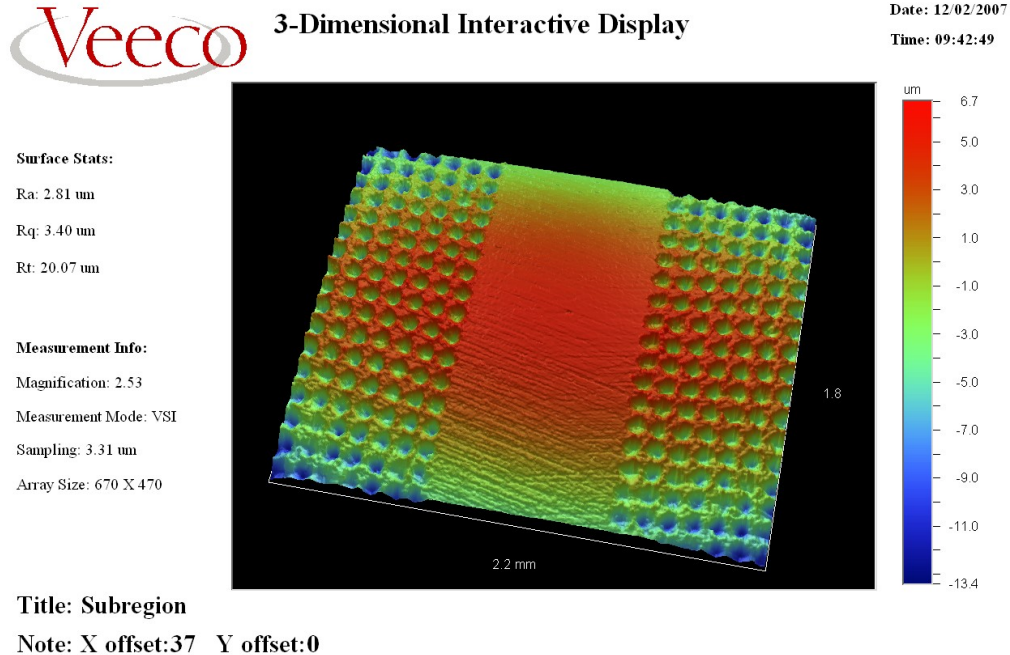 Veeco
3-Dimensional Interactive Display
Date: 12/02/2007
Time: 09:42:49
Surface Stats:
Ra: 2.81 um
Rq: 3.40 um
Rt: 20.07 um
Measurement Info:
Magnification: 2.53
Measurement Mode: VSI
Sampling: 3.31 um
Array Size: 670 X 470
1.8
2.2 mm
um
6.7
5.0
3.0
1.0
-1.0
-3.0
-5.0
-7.0
-9.0
-11.0
-13.4
Title: Subregion
Note: X offset:37 Y offset:0